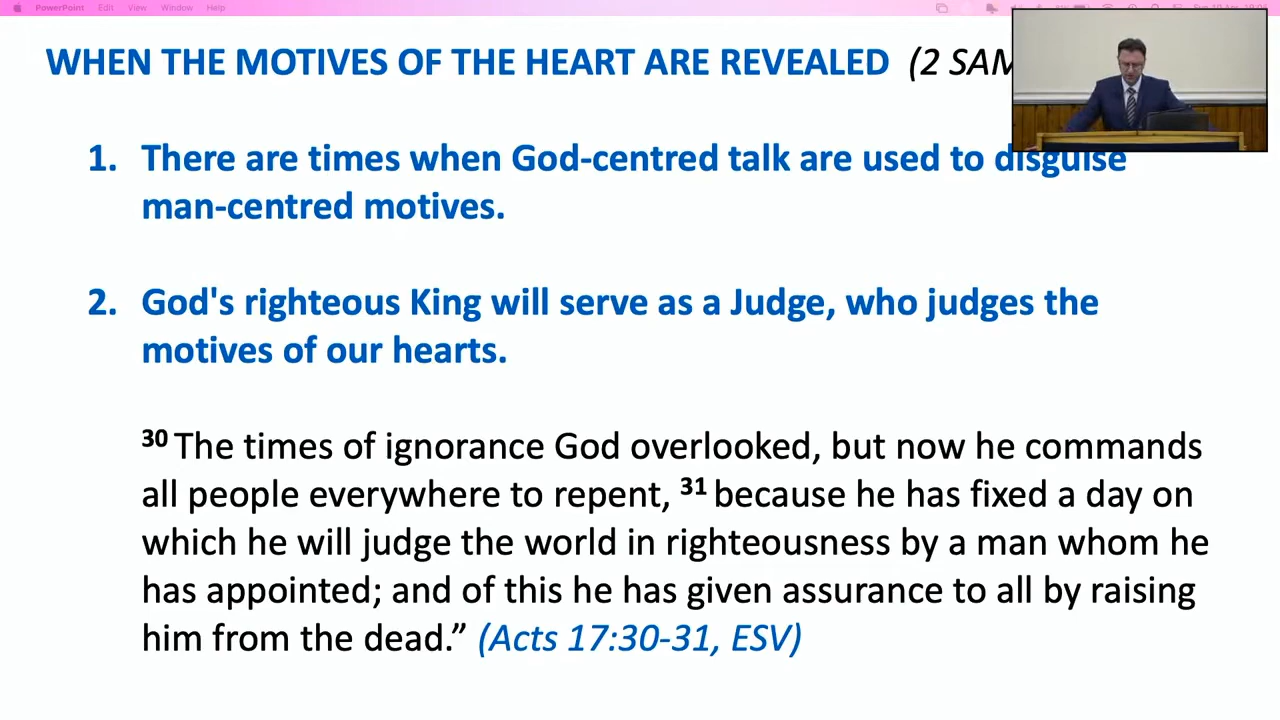 PowerPoint Edit View Window Help
WHEN THE MOTIVES OF THE HEART ARE REVEALED (2 SAM
1. There are times when God-centred talk are used to disguise
man-centred motives.
2. God's righteous King will serve as a Judge, who judges the
motives of our hearts.
30 The times of ignorance God overlooked, but now he commands
all people everywhere to repent, 31 because he has fixed a day on
which he will judge the world in righteousness by a man whom he
has appointed; and of this he has given assurance to all by raising
him from the dead.” (Acts 17:30-31, ESV)